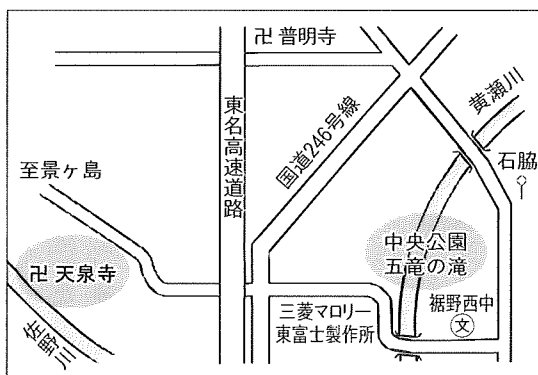 卍 普明寺
黄瀬川
東名高速道路
国道246号線
石脇
至景ヶ島
中央公園
五竜の滝
卍 天泉寺
裾野西中
文
三菱マロリー
東富士製作所
佐野川